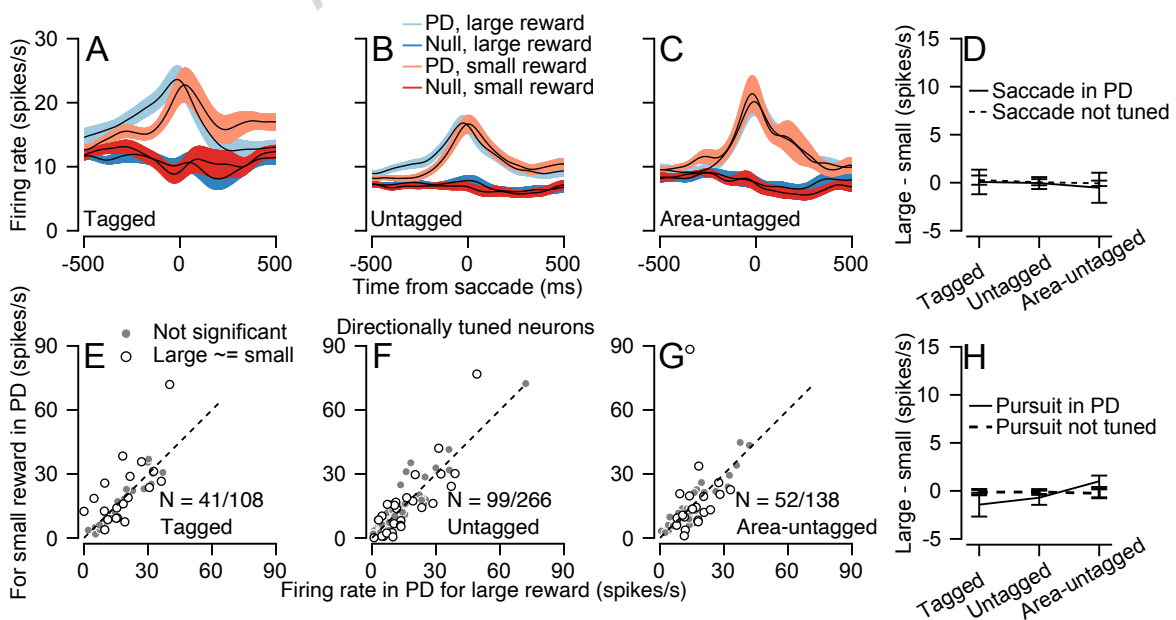 PD, large reward
Null, large reward
PD, small reward
Null, small reward
A
B
C
D
Firing rate (spikes/s)
30
20
10
0
Tagged
Untagged
Area-untagged
-500 0 500
-500 0 500
-500 0 500
Time from saccade (ms)
Large - small (spikes/s)
15
10
5
0
-5
Saccade in PD
Saccade not tuned
Tagged
Untagged
Area-untagged
Not significant
Large ~= small
Directionally tuned neurons
E
F
G
H
For small reward in PD (spikes/s)
90
60
30
0
N = 41/108
Tagged
0 30 60 90
90
60
30
0
N = 99/266
Untagged
0 30 60 90
90
60
30
0
N = 52/138
Area-untagged
0 30 60 90
Firing rate in PD for large reward (spikes/s)
Large - small (spikes/s)
15
10
5
0
-5
Pursuit in PD
Pursuit not tuned
Tagged
Untagged
Area-untagged